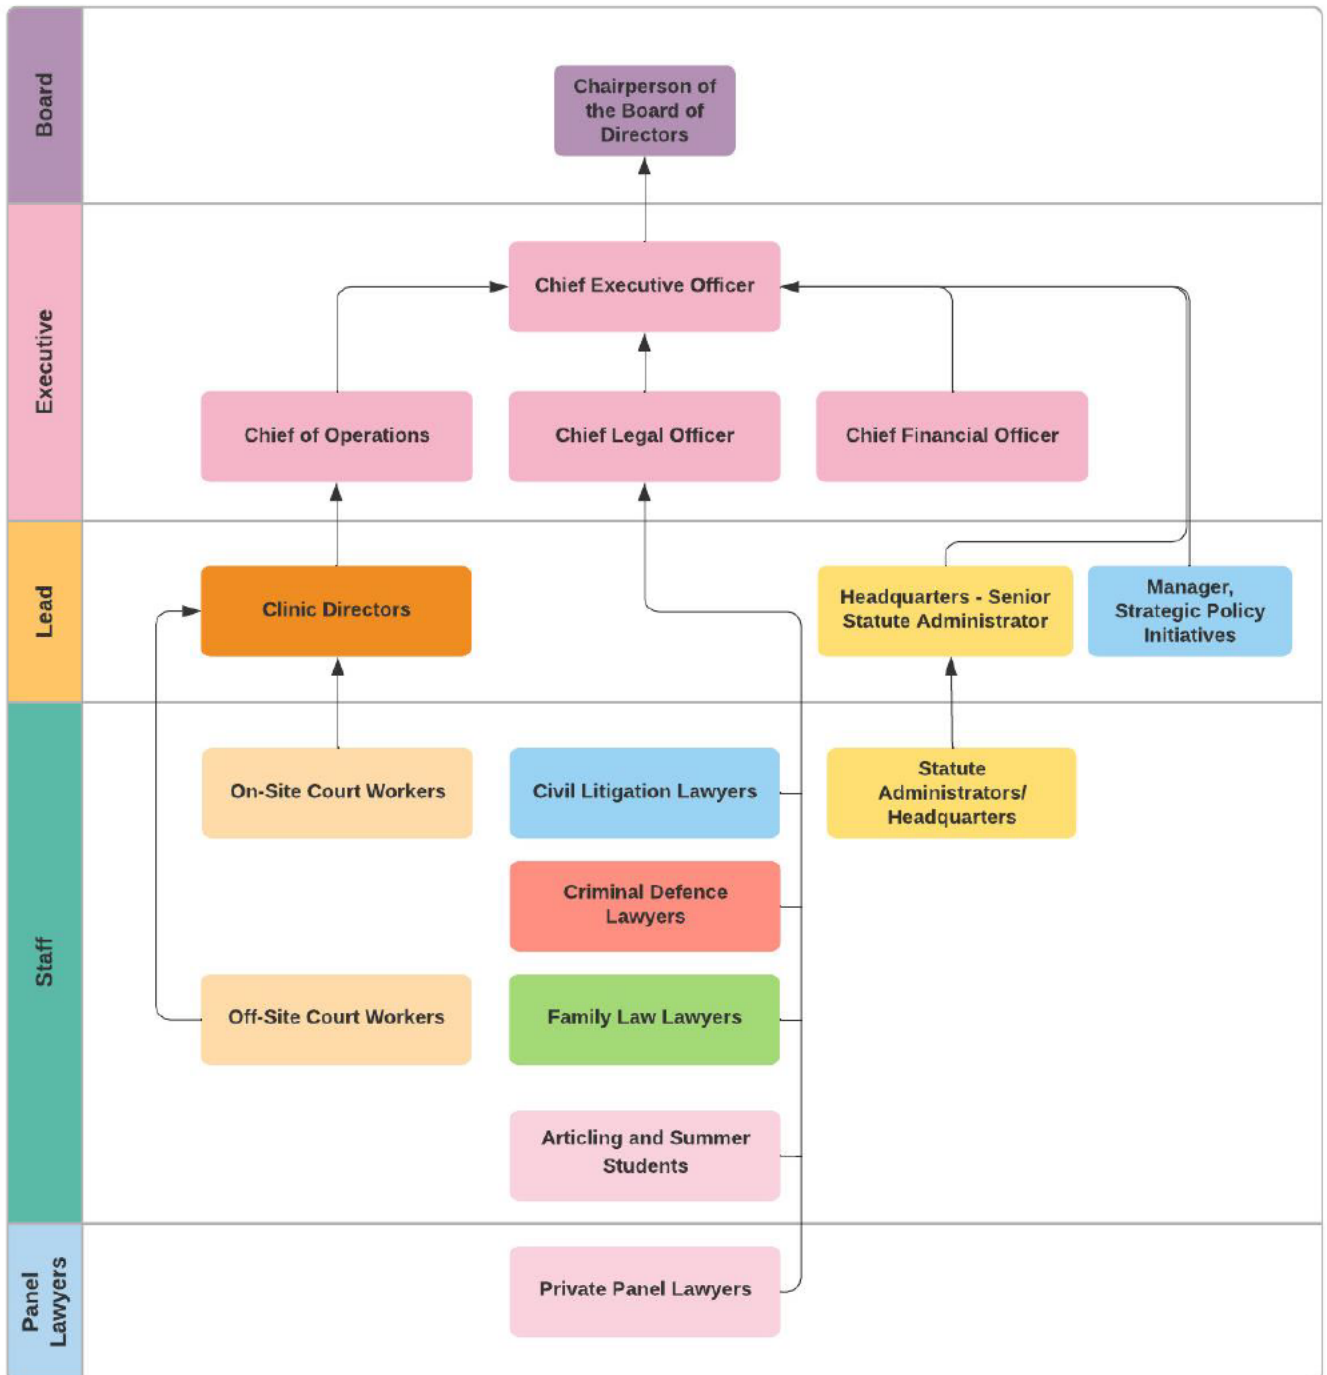 Board
Chairperson of
the Board of
Directors
Executive
Chief Executive Officer
Chief of Operations
Chief Legal Officer
Chief Financial Officer
Lead
Clinic Directors
Headquarters - Senior
Statute Administrator
Manager,
Strategic Policy
Initiatives
Staff
On-Site Court Workers
Civil Litigation Lawyers
Statute
Administrators/
Headquarters
Criminal Defence
Lawyers
Off-Site Court Workers
Family Law Lawyers
Articling and Summer
Students
Panel
Lawyers
Private Panel Lawyers